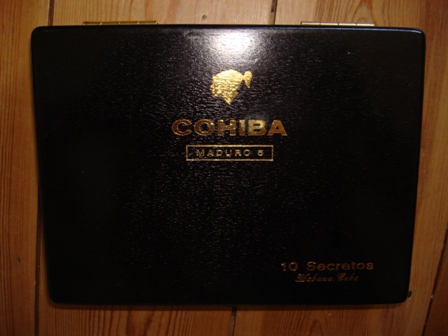 COHIBA
MADURO 5
10 Secretos
Habana, Cuba